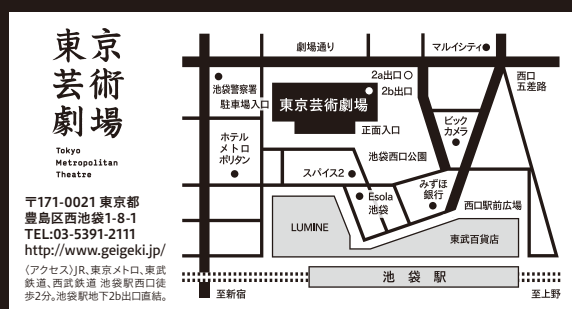 東京
芸術
劇場
Tokyo
Metropolitan
Theatre
〒171-0021 東京都
豊島区西池袋1-8-1
TEL:03-5391-2111
http://www.geigeki.jp/
〈アクセス〉JR、東京メトロ、東武
鉄道、西武鉄道 池袋駅西口徒
歩2分。池袋駅地下2b出口直結。
劇場通り
マルイシティ
2a出口
2b出口
西口
五差路
池袋警察署
駐車場入口
東京芸術劇場
正面入口
ビック
カメラ
ホテル
メトロ
ポリタン
池袋西口公園
スパイス2
みずほ
銀行
Esola
池袋
西口駅前広場
LUMINE
東武百貨店
池袋駅
至新宿
至上野